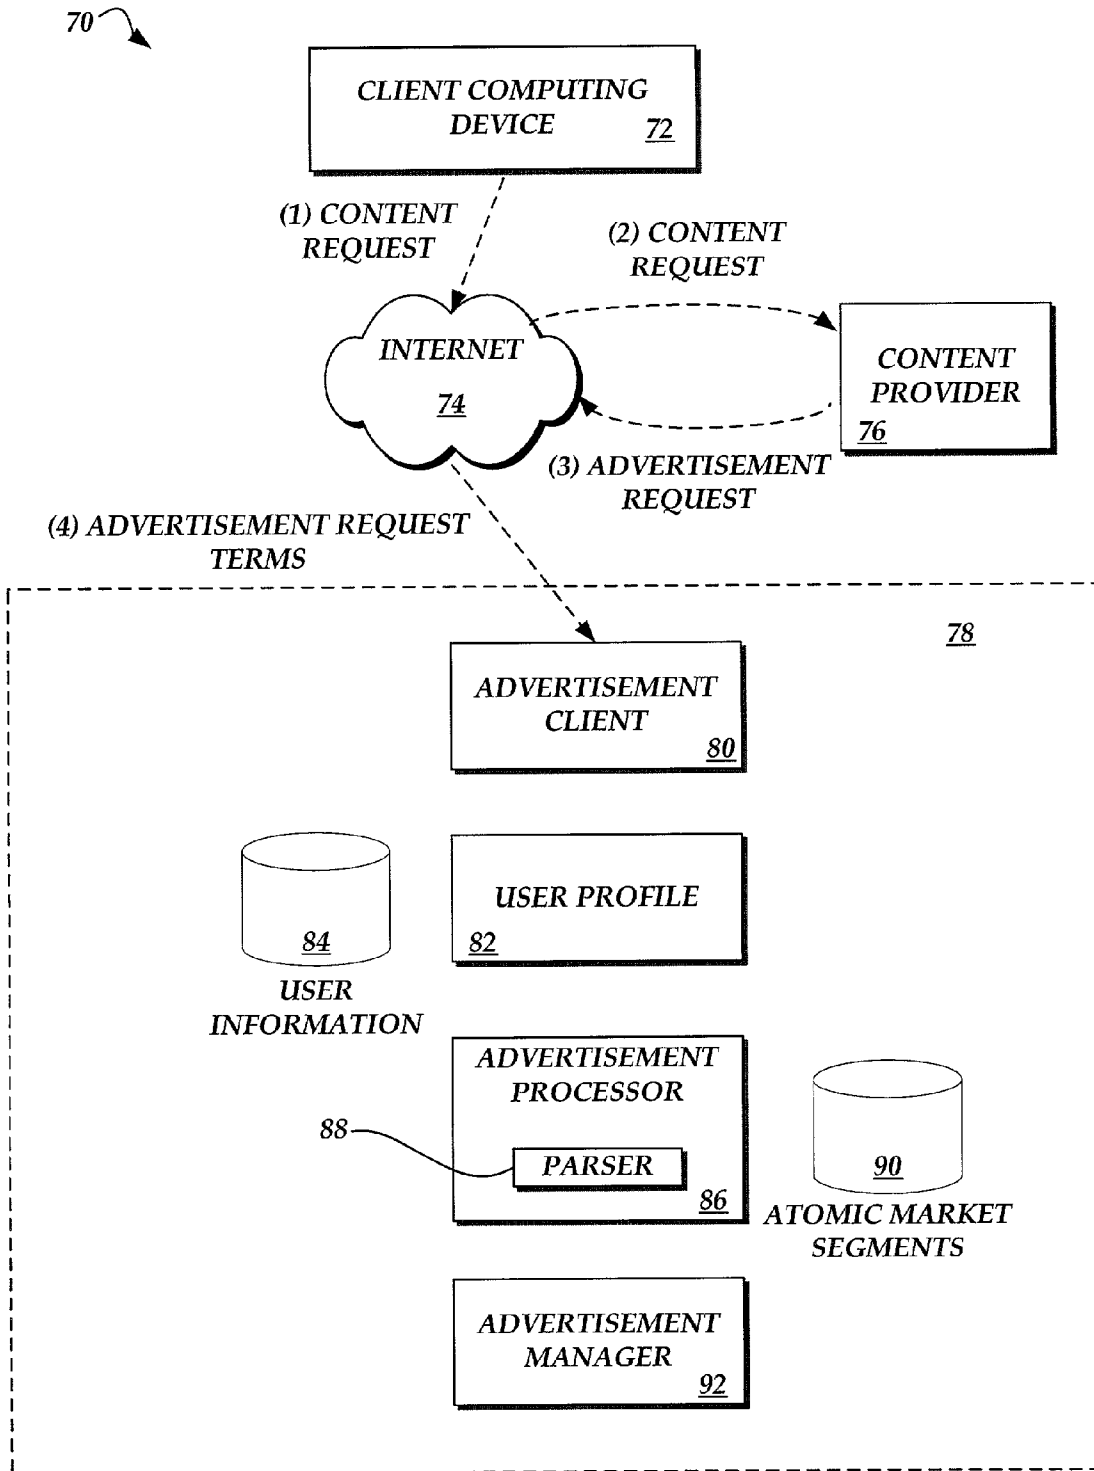 70
CLIENT COMPUTING
DEVICE
72
(1) CONTENT
REQUEST
(2) CONTENT
REQUEST
INTERNET
74
CONTENT
PROVIDER
76
(3) ADVERTISEMENT
REQUEST
(4) ADVERTISEMENT REQUEST
TERMS
78
ADVERTISEMENT
CLIENT
80
USER PROFILE
82
84
USER
INFORMATION
ADVERTISEMENT
PROCESSOR
88
PARSER
86
90
ATOMIC MARKET
SEGMENTS
ADVERTISEMENT
MANAGER
92